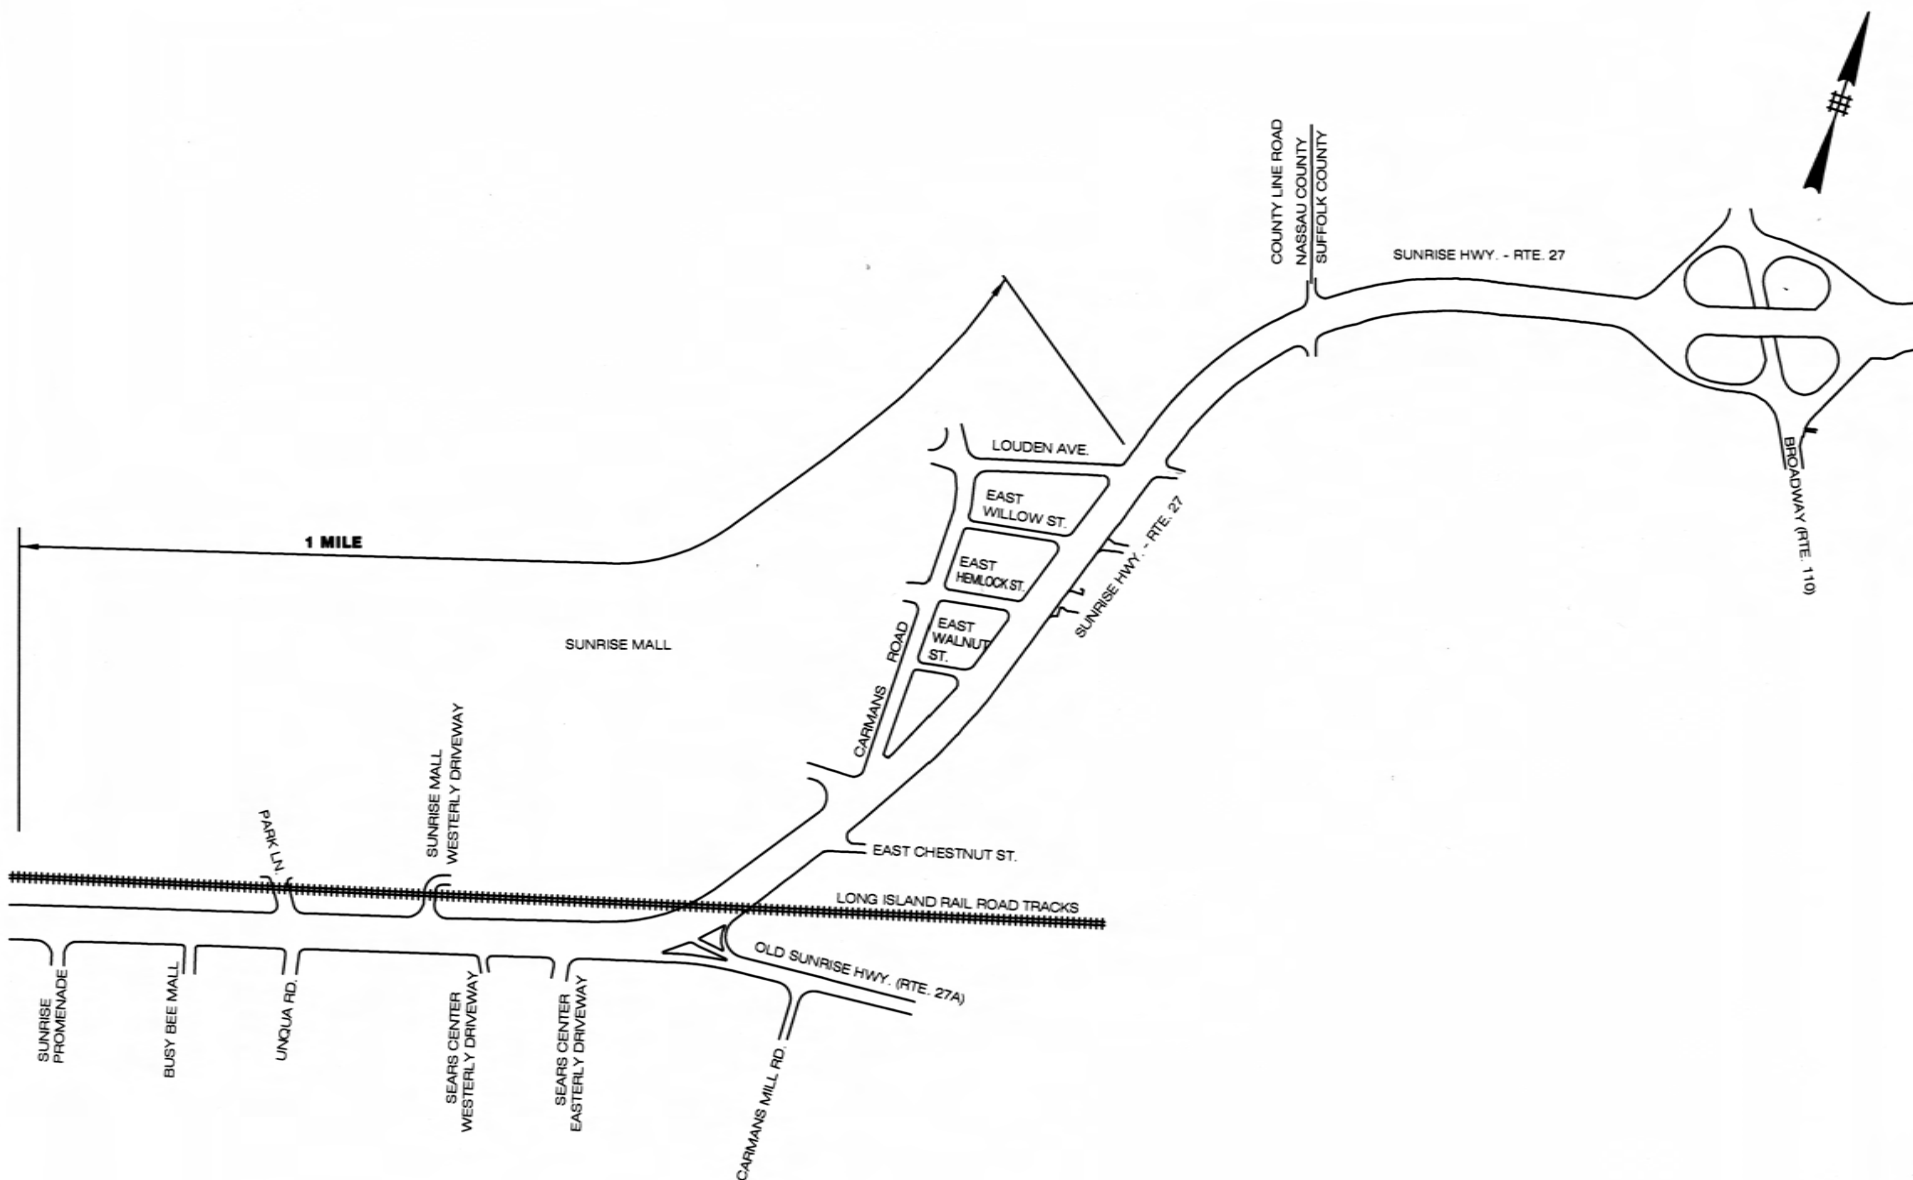 COUNTY LINE ROAD
NASSAU COUNTY
SUFFOLK COUNTY
SUNRISE HWY. - RTE. 27
LOUDEN AVE.
EAST
WILLOW ST.
EAST
HEMLOCK ST.
EAST
WALNUT
ST.
SUNRISE HWY. - RTE. 27
BROADWAY (RTE. 110)
1 MILE
SUNRISE MALL
CARMANS ROAD
SUNRISE MALL
WESTERLY DRIVEWAY
PARK LN.
EAST CHESTNUT ST.
LONG ISLAND RAIL ROAD TRACKS
OLD SUNRISE HWY. (RTE. 27A)
SUNRISE
PROMENADE
BUSY BEE MALL
UNQUA RD.
SEARS CENTER
WESTERLY DRIVEWAY
SEARS CENTER
EASTERLY DRIVEWAY
CARMANS MILL RD.